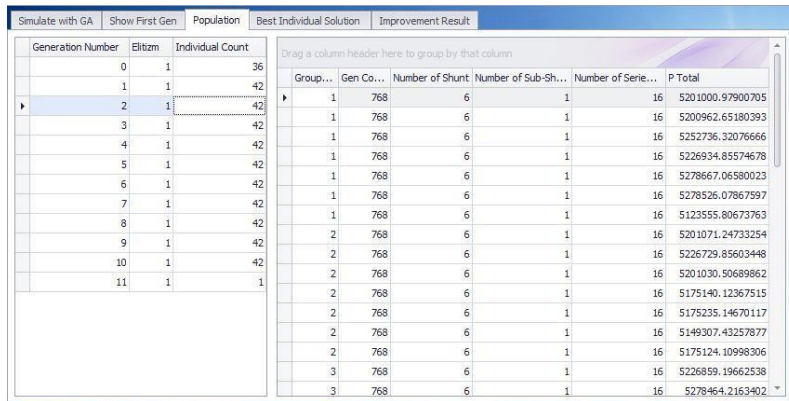 Simulate with GA Show First Gen Population Best Individual Solution Improvement Result
Generation Number Elitizm Individual Count
0 1 36
1 1 42
2 1 42
3 1 42
4 1 42
5 1 42
6 1 42
7 1 42
8 1 42
9 1 42
10 1 42
11 1 1
Drag a column header here to group by that column
Group... Gen Co... Number of Shunt Number of Sub-Sh... Number of Serie... P Total
1 768 6 1 16 5201000.97900705
1 768 6 1 16 5200962.65180393
1 768 6 1 16 5252736.32076666
1 768 6 1 16 5226934.85574678
1 768 6 1 16 5278667.06580023
1 768 6 1 16 5278526.07867597
1 768 6 1 16 5123555.80673763
2 768 6 1 16 5201071.24733254
2 768 6 1 16 5226729.85603448
2 768 6 1 16 5201030.50689862
2 768 6 1 16 5175140.12367515
2 768 6 1 16 5175235.14670117
2 768 6 1 16 5149307.43257877
2 768 6 1 16 5175124.10998306
3 768 6 1 16 5226859.19662538
3 768 6 1 16 5278464.2163402